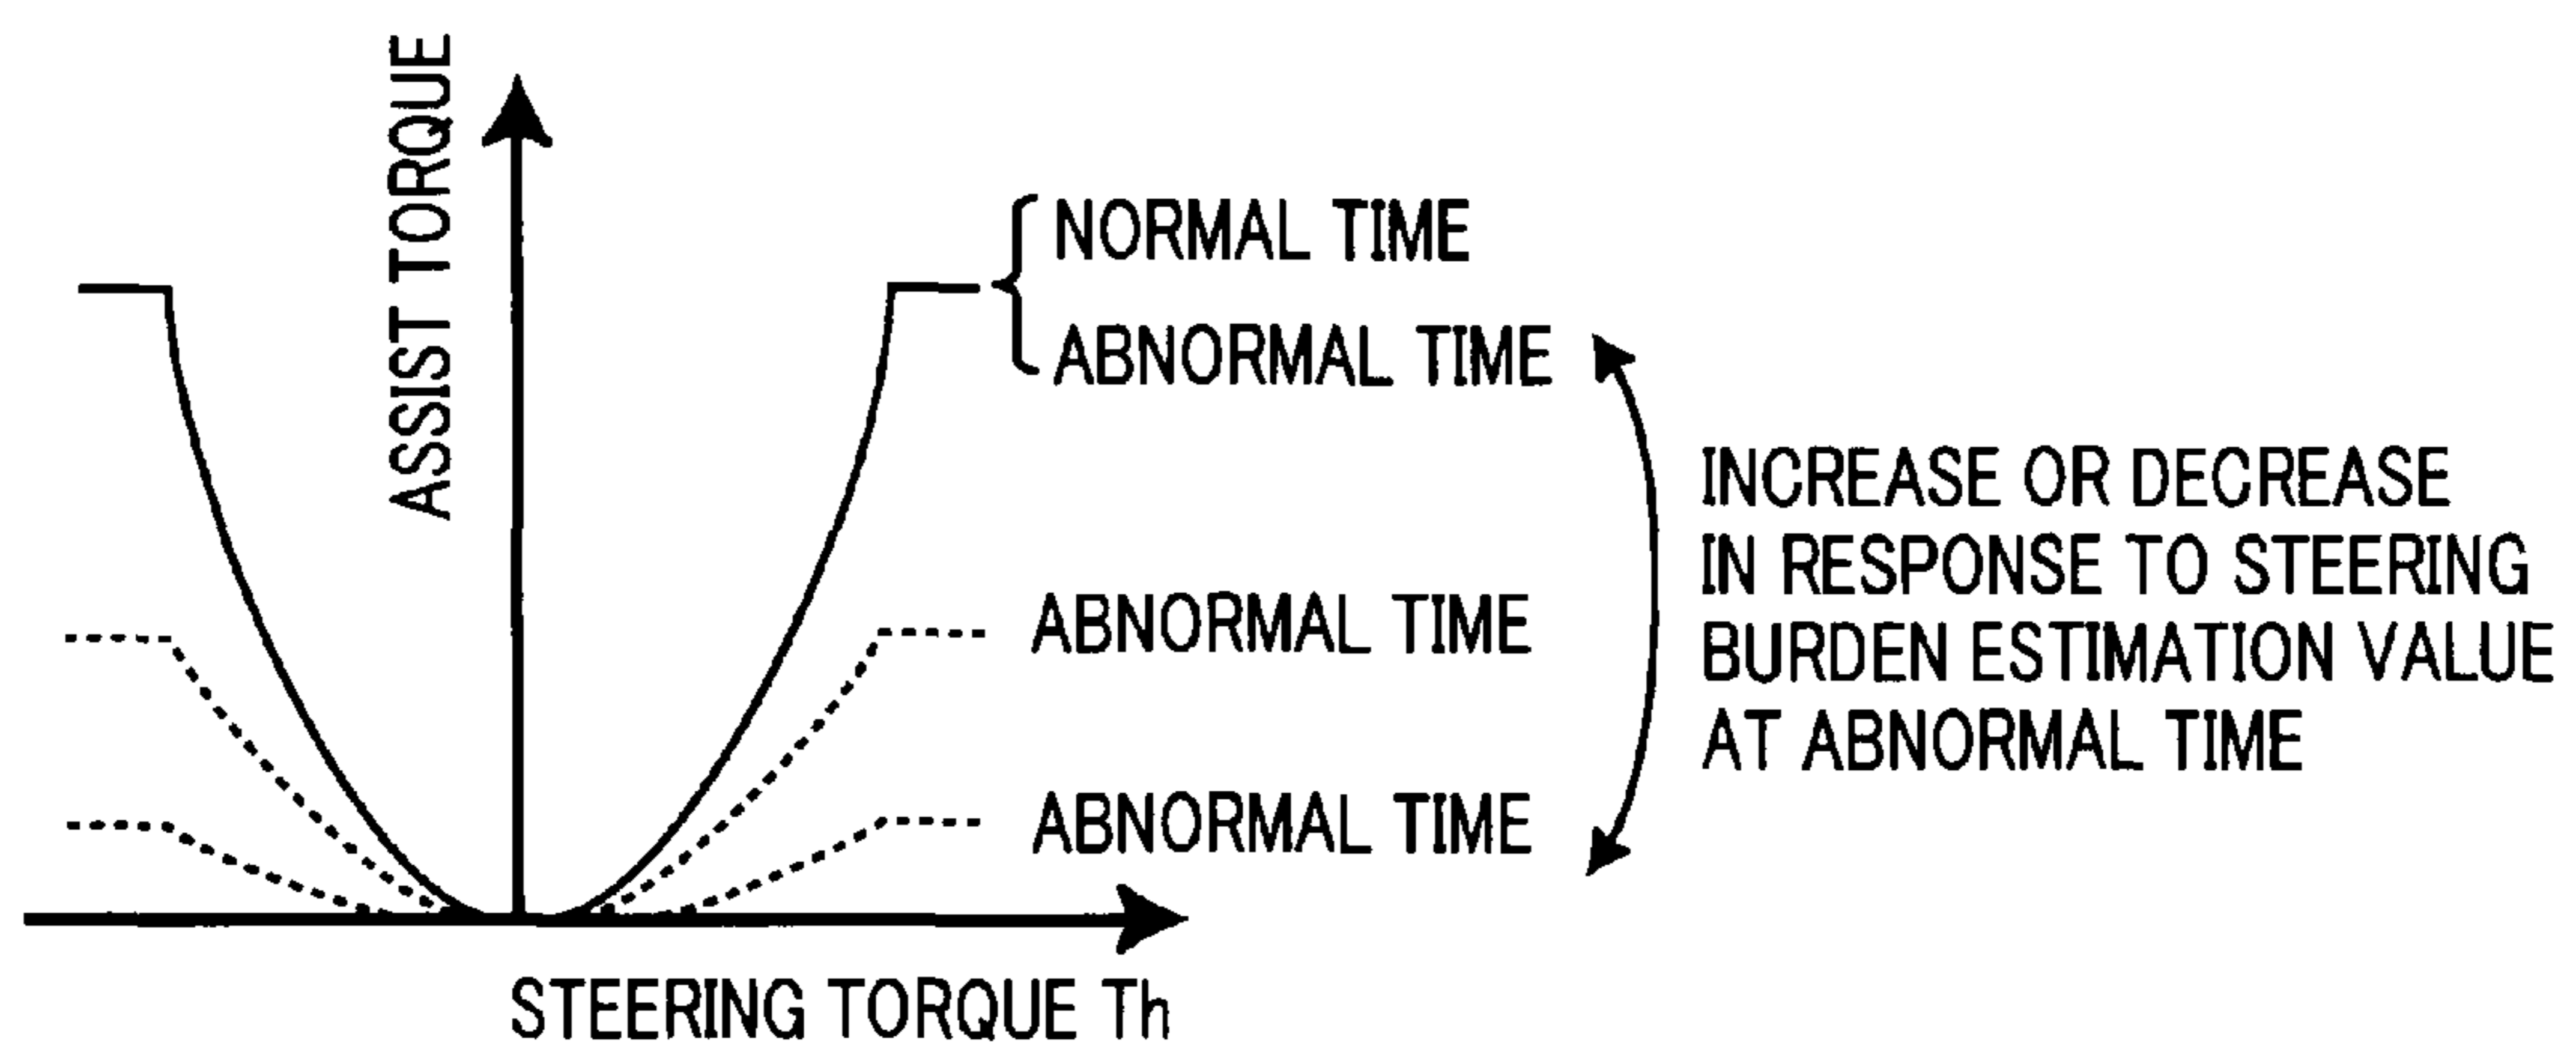 ASSIST TORQUE
NORMAL TIME
ABNORMAL TIME
ABNORMAL TIME
ABNORMAL TIME
INCREASE OR DECREASE
IN RESPONSE TO STEERING
BURDEN ESTIMATION VALUE
AT ABNORMAL TIME
STEERING TORQUE Th